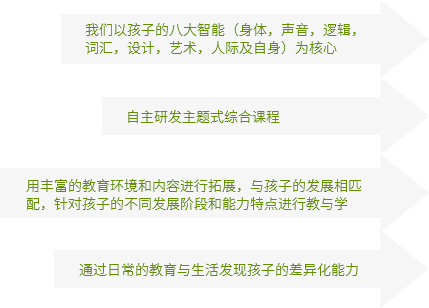 我们以孩子的八大智能（身体，声音，逻辑，
词汇，设计，艺术，人际及自身）为核心
自主研发主题式综合课程
用丰富的教育环境和内容进行拓展，与孩子的发展相匹
配，针对孩子的不同发展阶段和能力特点进行教与学
通过日常的教育与生活发现孩子的差异化能力